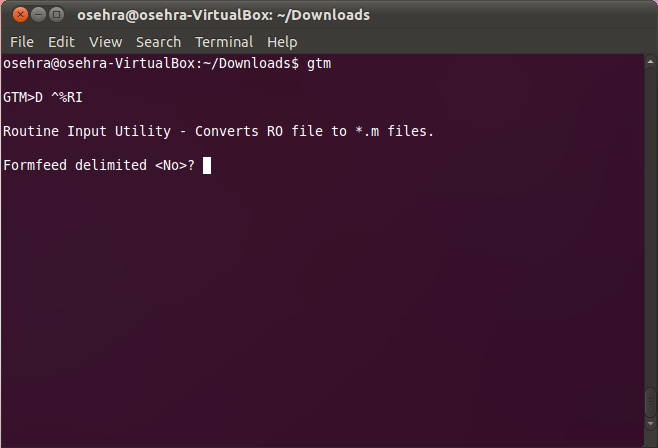 osehra@osehra-VirtualBox: ~/Downloads
File Edit View Search Terminal Help
osehra@osehra-VirtualBox:~/Downloads$ gtm
GTM>D ^%RI
Routine Input Utility - Converts RO file to *.m files.
Formfeed delimited <No>?